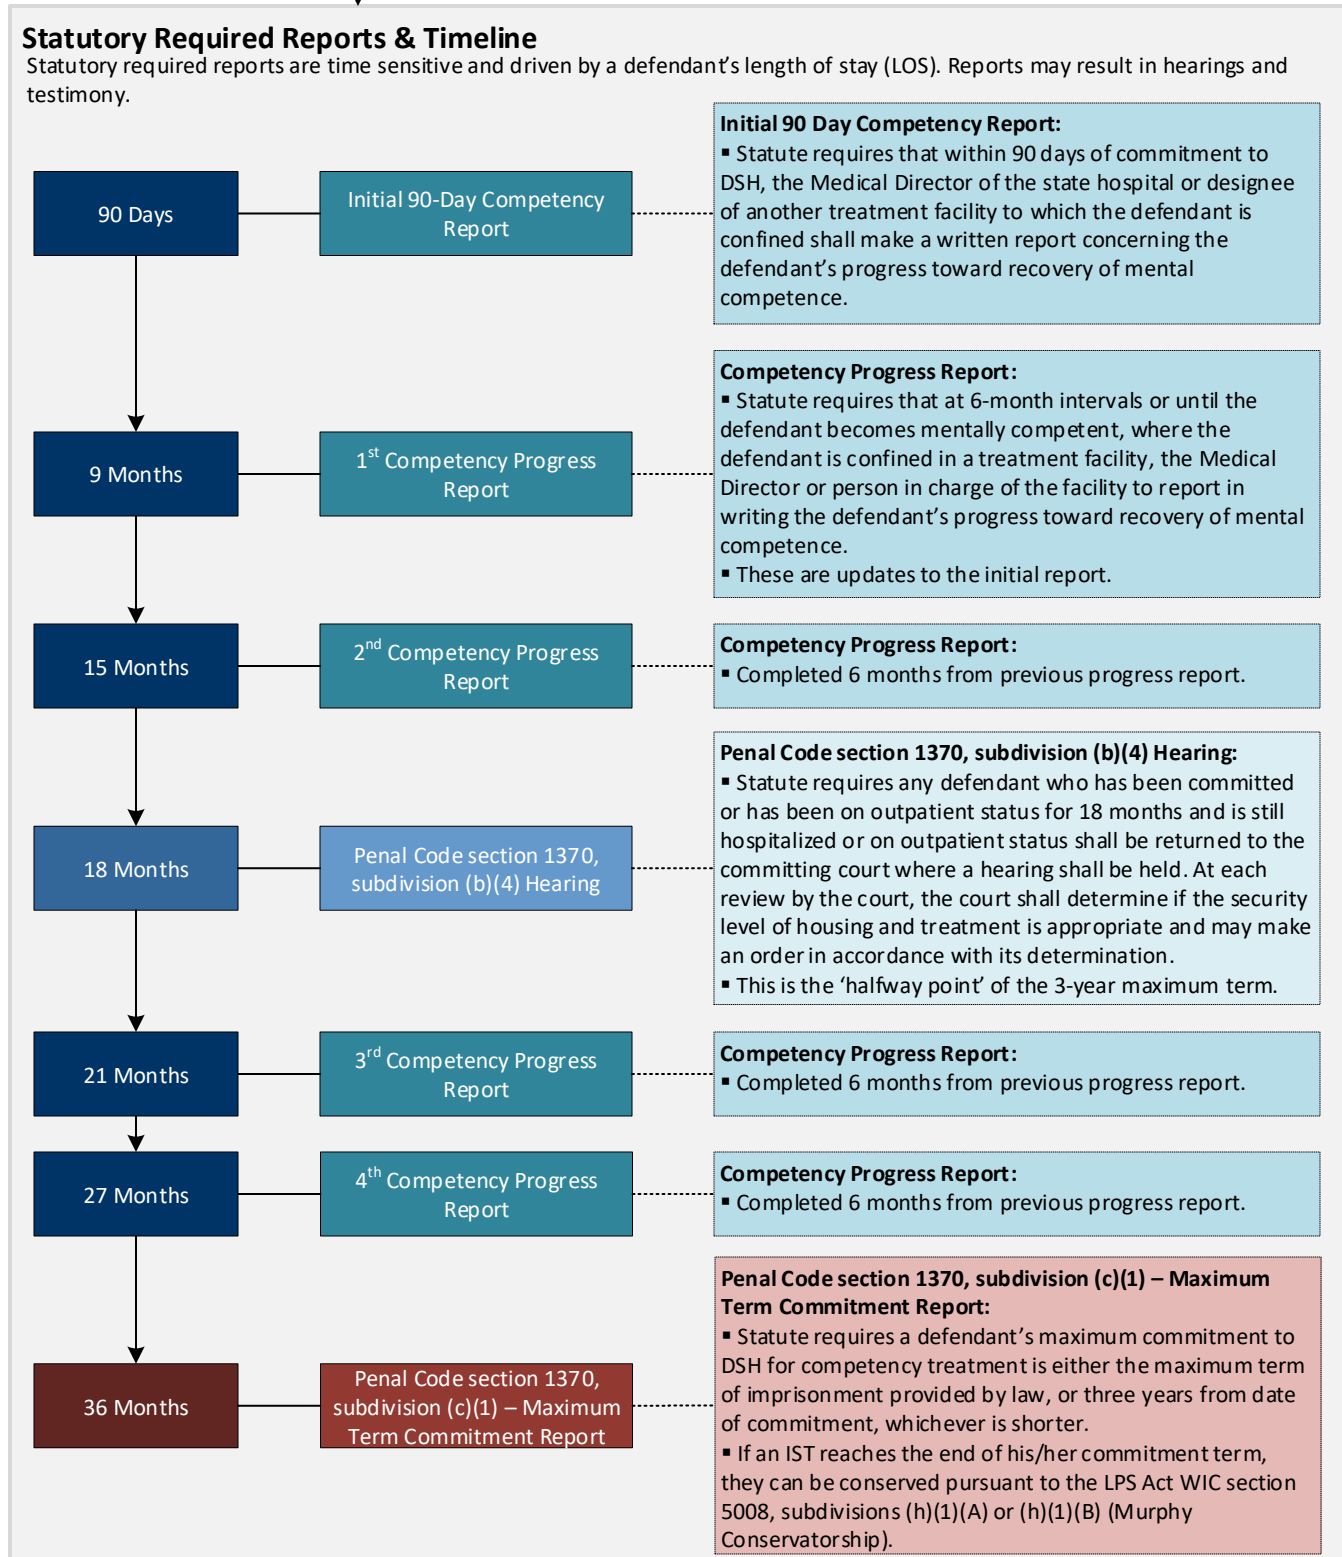 Statutory Required Reports & Timeline
Statutory required reports are time sensitive and driven by a defendant's length of stay (LOS). Reports may result in hearings and
testimony.
90 Days
Initial 90-Day Competency
Report
Initial 90 Day Competency Report:
▪ Statute requires that within 90 days of commitment to
DSH, the Medical Director of the state hospital or designee
of another treatment facility to which the defendant is
confined shall make a written report concerning the
defendant's progress toward recovery of mental
competence.
9 Months
1st Competency Progress
Report
Competency Progress Report:
▪ Statute requires that at 6-month intervals or until the
defendant becomes mentally competent, where the
defendant is confined in a treatment facility, the Medical
Director or person in charge of the facility to report in
writing the defendant's progress toward recovery of mental
competence.
▪ These are updates to the initial report.
15 Months
2nd Competency Progress
Report
Competency Progress Report:
▪ Completed 6 months from previous progress report.
18 Months
Penal Code section 1370,
subdivision (b)(4) Hearing
Penal Code section 1370, subdivision (b)(4) Hearing:
▪ Statute requires any defendant who has been committed
or has been on outpatient status for 18 months and is still
hospitalized or on outpatient status shall be returned to the
committing court where a hearing shall be held. At each
review by the court, the court shall determine if the security
level of housing and treatment is appropriate and may make
an order in accordance with its determination.
▪ This is the 'halfway point' of the 3-year maximum term.
21 Months
3rd Competency Progress
Report
Competency Progress Report:
▪ Completed 6 months from previous progress report.
27 Months
4th Competency Progress
Report
Competency Progress Report:
▪ Completed 6 months from previous progress report.
36 Months
Penal Code section 1370,
subdivision (c)(1) – Maximum
Term Commitment Report
Penal Code section 1370, subdivision (c)(1) – Maximum
Term Commitment Report:
▪ Statute requires a defendant's maximum commitment to
DSH for competency treatment is either the maximum term
of imprisonment provided by law, or three years from date
of commitment, whichever is shorter.
▪ If an IST reaches the end of his/her commitment term,
they can be conserved pursuant to the LPS Act WIC section
5008, subdivisions (h)(1)(A) or (h)(1)(B) (Murphy
Conservatorship).